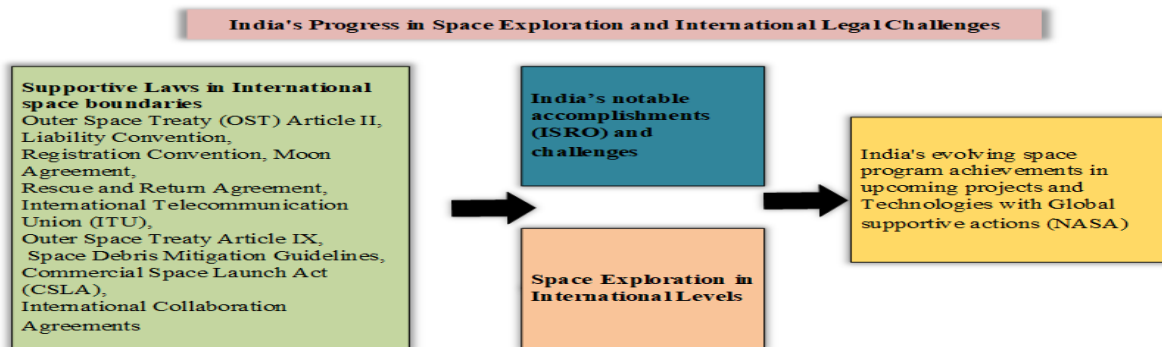 India's Progress in Space Exploration and International Legal Challenges
Supportive Laws in International
space boundaries
Outer Space Treaty (OST) Article II,
Liability Convention,
Registration Convention, Moon
Agreement,
Rescue and Return Agreement,
International Telecommunication
Union (ITU),
Outer Space Treaty Article IX,
Space Debris Mitigation Guidelines,
Commercial Space Launch Act
(CSLA),
International Collaboration
Agreements
India's notable
accomplishments
(ISRO) and
challenges
Space Exploration in
International Levels
India's evolving space
program achievements in
upcoming projects and
Technologies with Global
supportive actions (NASA)